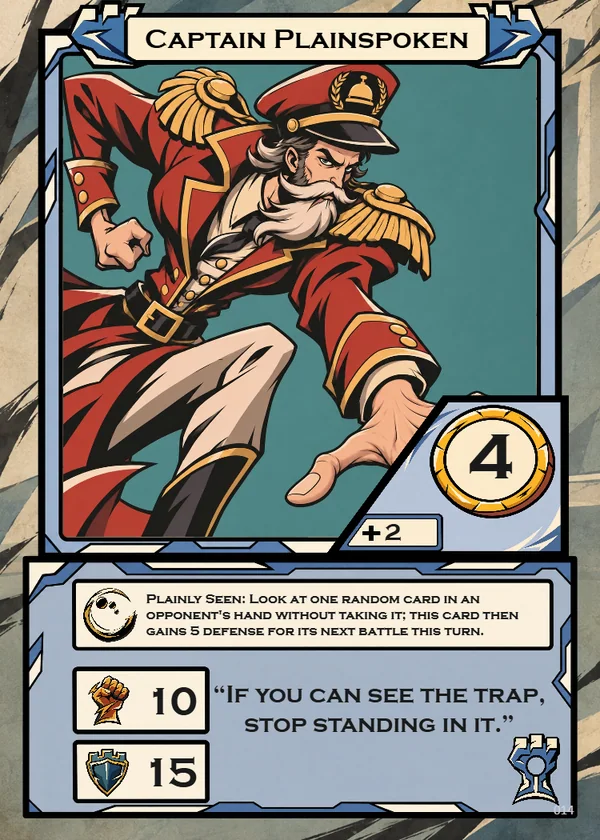 Captain Plainspoken
4
+2
Plainly Seen: Look at one random card in an
opponent's hand without taking it; this card then
gains 5 defense for its next battle this turn.
10
“If you can see the trap,
stop standing in it.”
15
014